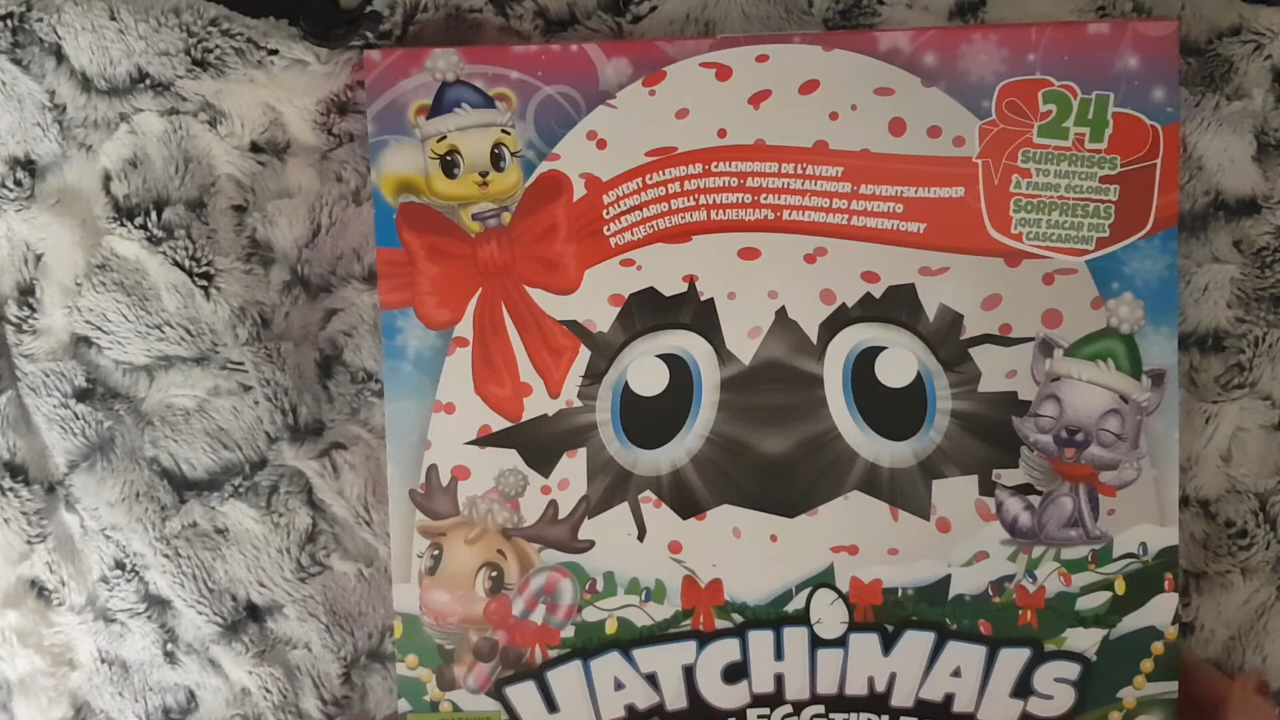 ADVENT CALENDAR • CALENDRIER DE L'AVENT
CALENDARIO DE ADVIENTO • ADVENTSKALENDER • ADVENTSKALENDER
CALENDARIO DELL'AVVENTO • CALENDÁRIO DO ADVENTO
РОЖДЕСТВЕНСКИЙ КАЛЕНДАРЬ • KALENDARZ ADWENTOWY
24
SURPRISES
TO HATCH!
À FAIRE ÉCLORE !
SORPRESAS
¡QUE SACAR DEL
CASCARÓN!
HATCHiMALS